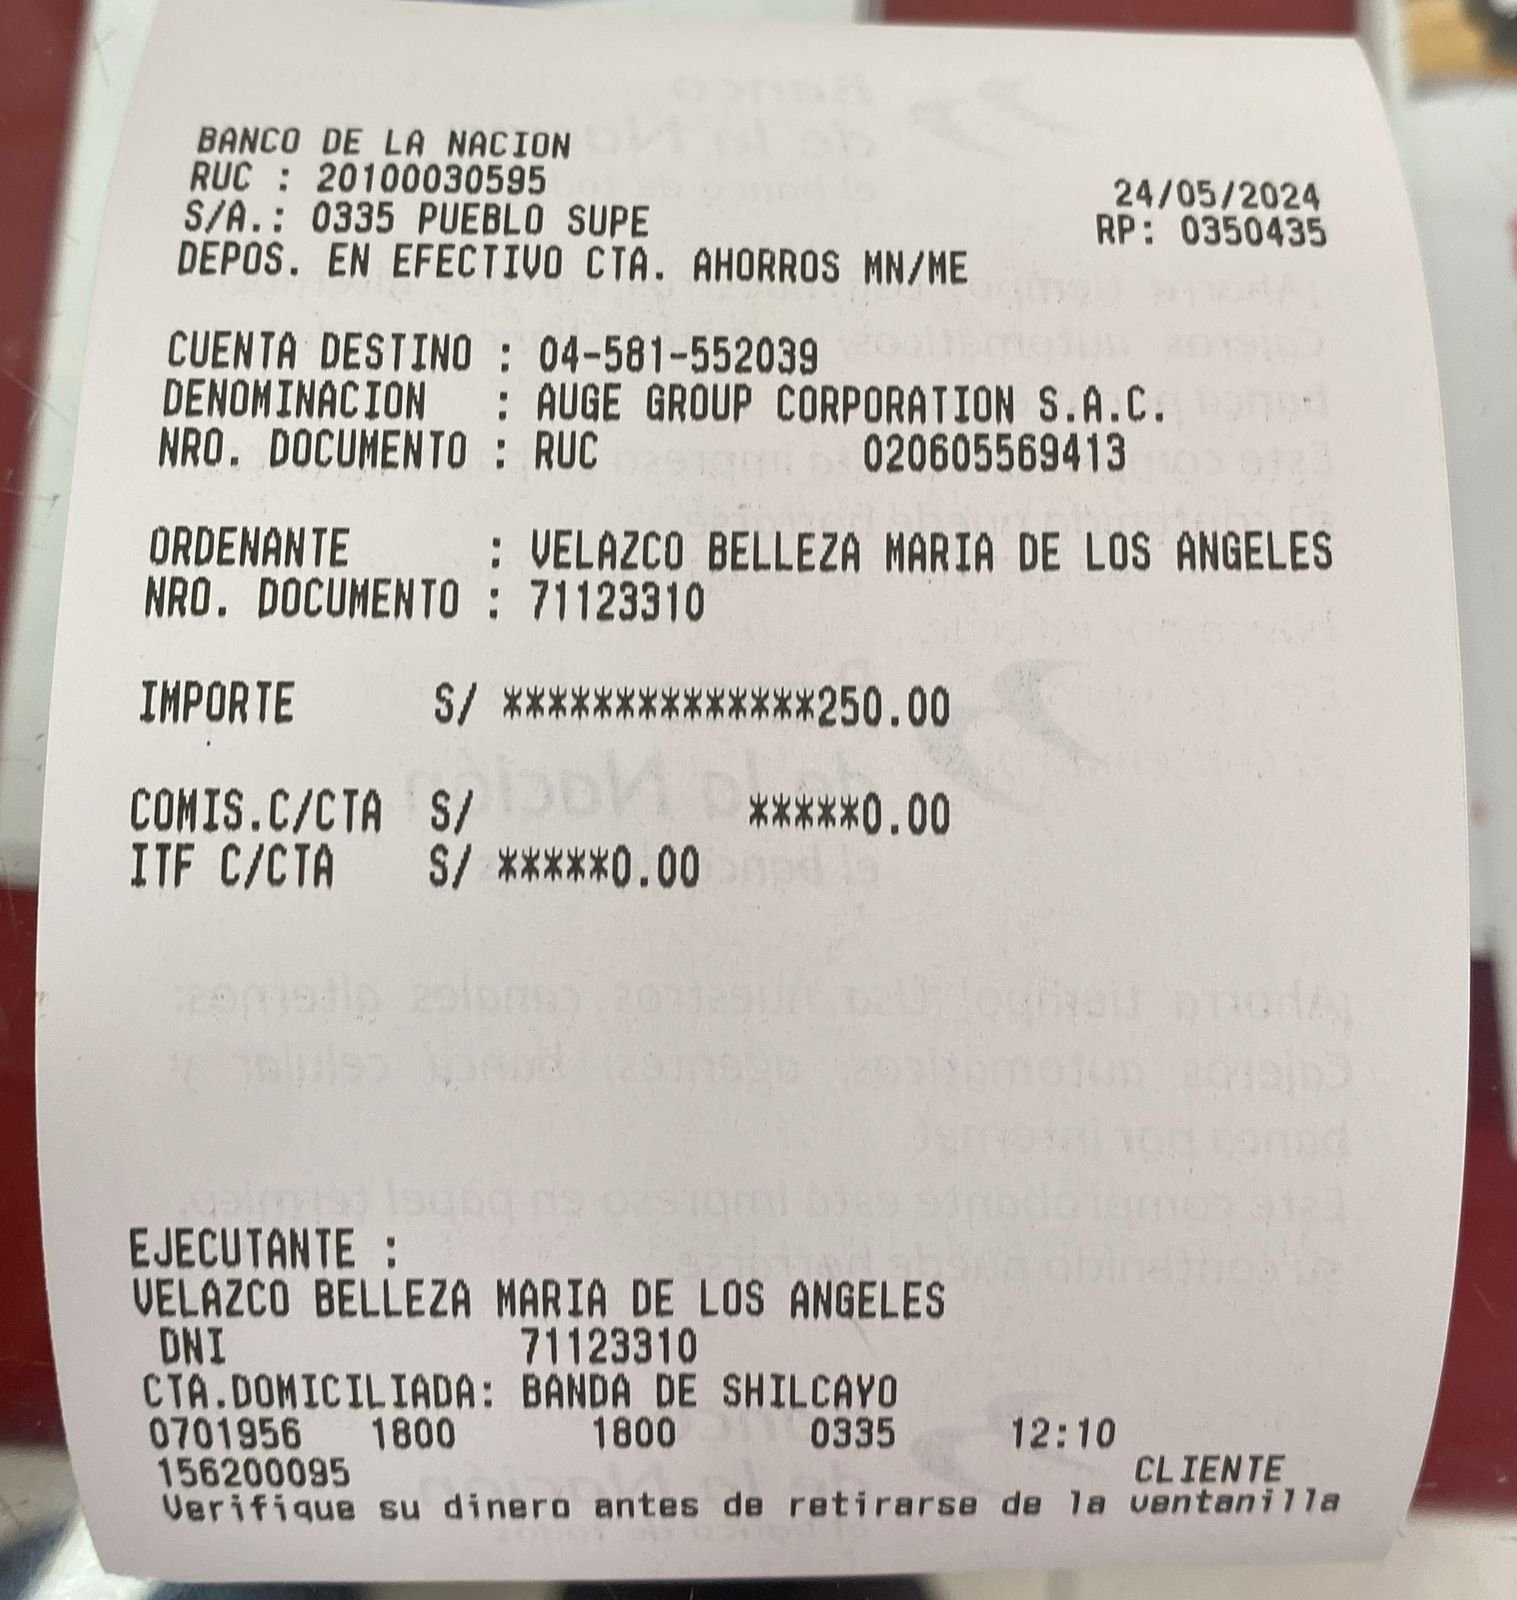 BANCO DE LA NACION
RUC : 20100030595
24/05/2024
S/A.: 0335 PUEBLO SUPE
RP: 0350435
DEPOS. EN EFECTIVO CTA. AHORROS MN/ME
CUENTA DESTINO : 04-581-552039
DENOMINACION : AUGE GROUP CORPORATION S.A.C.
NRO. DOCUMENTO : RUC 020605569413
ORDENANTE : VELAZCO BELLEZA MARIA DE LOS ANGELES
NRO. DOCUMENTO : 71123310
IMPORTE S/ **************250.00
COMIS.C/CTA S/ *****0.00
ITF C/CTA S/ *****0.00
EJECUTANTE :
VELAZCO BELLEZA MARIA DE LOS ANGELES
DNI 71123310
CTA.DOMICILIADA: BANDA DE SHILCAYO
0701956 1800 1800 0335 12:10
156200095 CLIENTE
Verifique su dinero antes de retirarse de la ventanilla